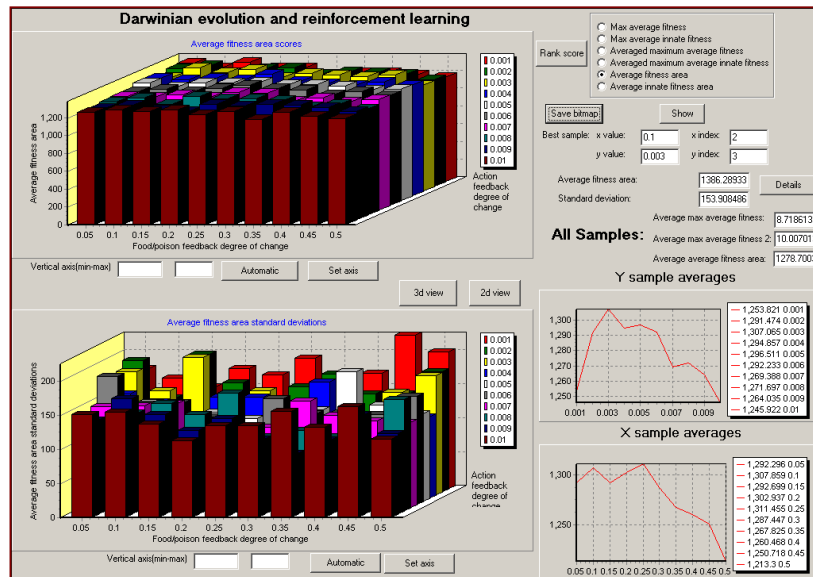 Darwinian evolution and reinforcement learning
Average fitness area scores
Average fitness area
1,200
1,000
800
600
400
200
0
0.05 0.1 0.15 0.2 0.25 0.3 0.35 0.4 0.45 0.5
Food/poison feedback degree of change
0.001
0.002
0.003
0.004
0.005
0.006
0.007
0.008
0.009
0.01
Action
feedback
degree of
change
Vertical axis(min-max)
Automatic
Set axis
3d view
2d view
Average fitness area standard deviations
Average fitness area standard deviations
200
150
100
50
0
0.05 0.1 0.15 0.2 0.25 0.3 0.35 0.4 0.45 0.5
Food/poison feedback degree of change
0.001
0.002
0.003
0.004
0.005
0.006
0.007
0.008
0.009
0.01
Action
feedback
degree of
change
Vertical axis(min-max)
Automatic
Set axis
Rank score
Max average fitness
Max average innate fitness
Averaged maximum average fitness
Averaged maximum average innate fitness
Average fitness area
Average innate fitness area
Save bitmap
Show
Best sample: x value: 0.1 x index: 2
y value: 0.003 y index: 3
Average fitness area: 1386.28933
Standard deviation: 153.908486
Details
All Samples:
Average max average fitness: 8.718613
Average max average fitness 2: 10.00701
Average average fitness area: 1278.7003
Y sample averages
1,300
1,290
1,280
1,270
1,260
1,250
0.001 0.003 0.005 0.007 0.009
1,253.821 0.001
1,291.474 0.002
1,307.065 0.003
1,294.857 0.004
1,296.511 0.005
1,292.233 0.006
1,269.388 0.007
1,271.697 0.008
1,264.035 0.009
1,245.922 0.01
X sample averages
1,300
1,250
0.05 0.1 0.15 0.2 0.25 0.3 0.35 0.4 0.45 0.5
1,292.296 0.05
1,307.859 0.1
1,292.699 0.15
1,302.937 0.2
1,311.455 0.25
1,287.447 0.3
1,267.825 0.35
1,260.468 0.4
1,250.718 0.45
1,213.3 0.5